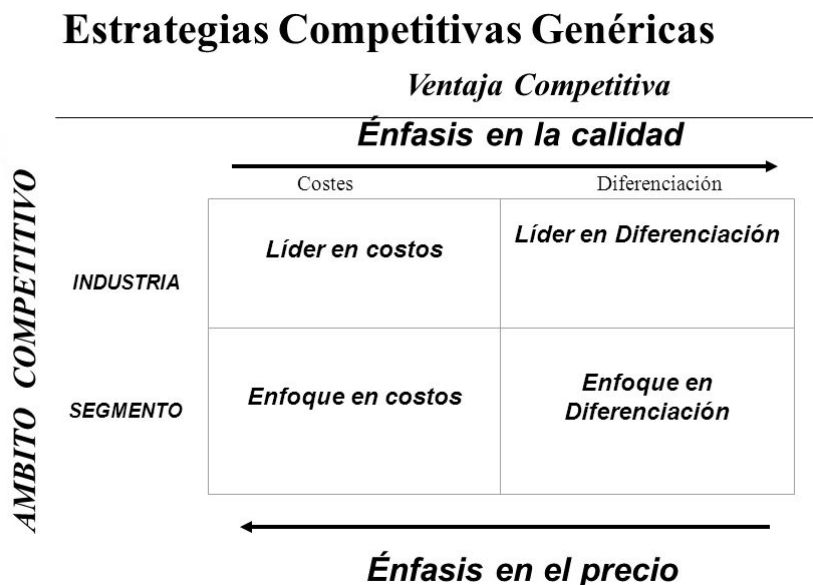 Estrategias Competitivas Genéricas
Ventaja Competitiva
Énfasis en la calidad
Costes Diferenciación
AMBITO COMPETITIVO
INDUSTRIA
Líder en costos
Líder en Diferenciación
SEGMENTO
Enfoque en costos
Enfoque en
Diferenciación
Énfasis en el precio